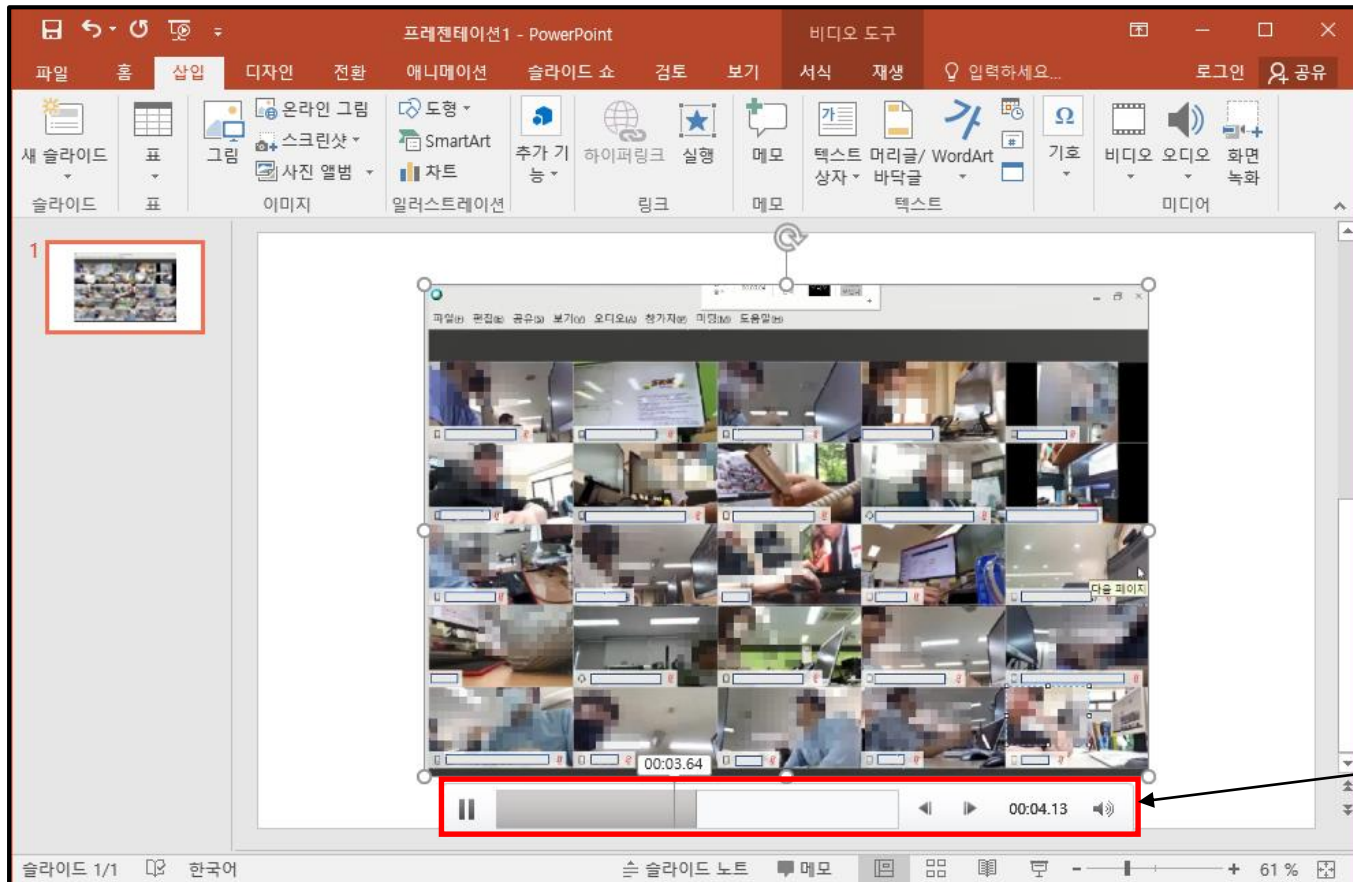 프레젠테이션1 - PowerPoint
비디오 도구
파일 홈 삽입 디자인 전환 애니메이션 슬라이드 쇼 검토 보기 서식 재생 입력하세요... 로그인 공유
새 슬라이드
표
그림
온라인 그림
스크린샷
사진 앨범
도형
SmartArt
차트
추가 기
능
하이퍼링크
실행
메모
텍스트
상자
머리글/
바닥글
WordArt
기호
비디오
오디오
화면
녹화
슬라이드 표 이미지 일러스트레이션 링크 메모 텍스트 미디어
1
파일(F) 편집(E) 공유(S) 보기(V) 오디오(A) 참가자(P) 미팅(M) 도움말(H)
다음 페이지
00:03.64
00:04.13
슬라이드 1/1 한국어 슬라이드 노트 메모 61 %